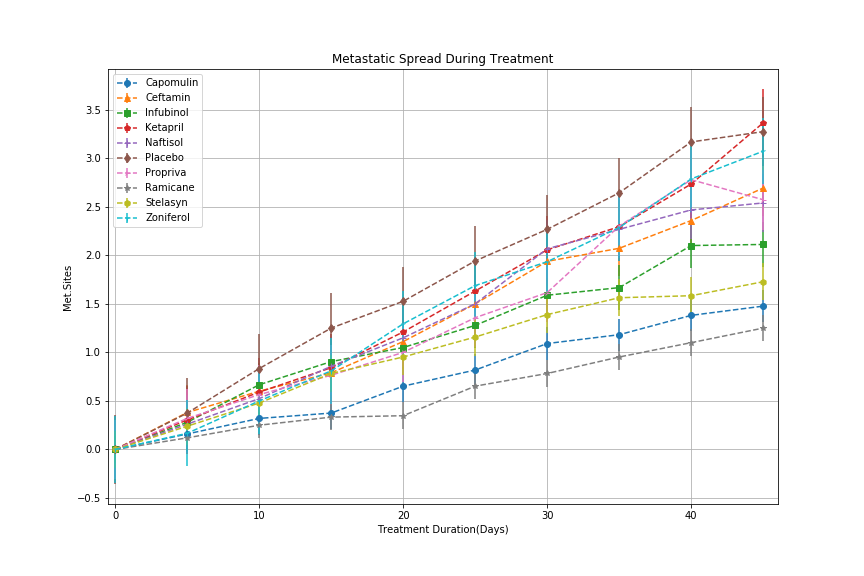 Metastatic Spread During Treatment
Capomulin
Ceftamin
Infubinol
Ketapril
Naftisol
Placebo
Propriva
Ramicane
Stelasyn
Zoniferol
3.5
3.0
2.5
2.0
1.5
1.0
0.5
0.0
−0.5
Met.Sites
0
10
20
30
40
Treatment Duration(Days)